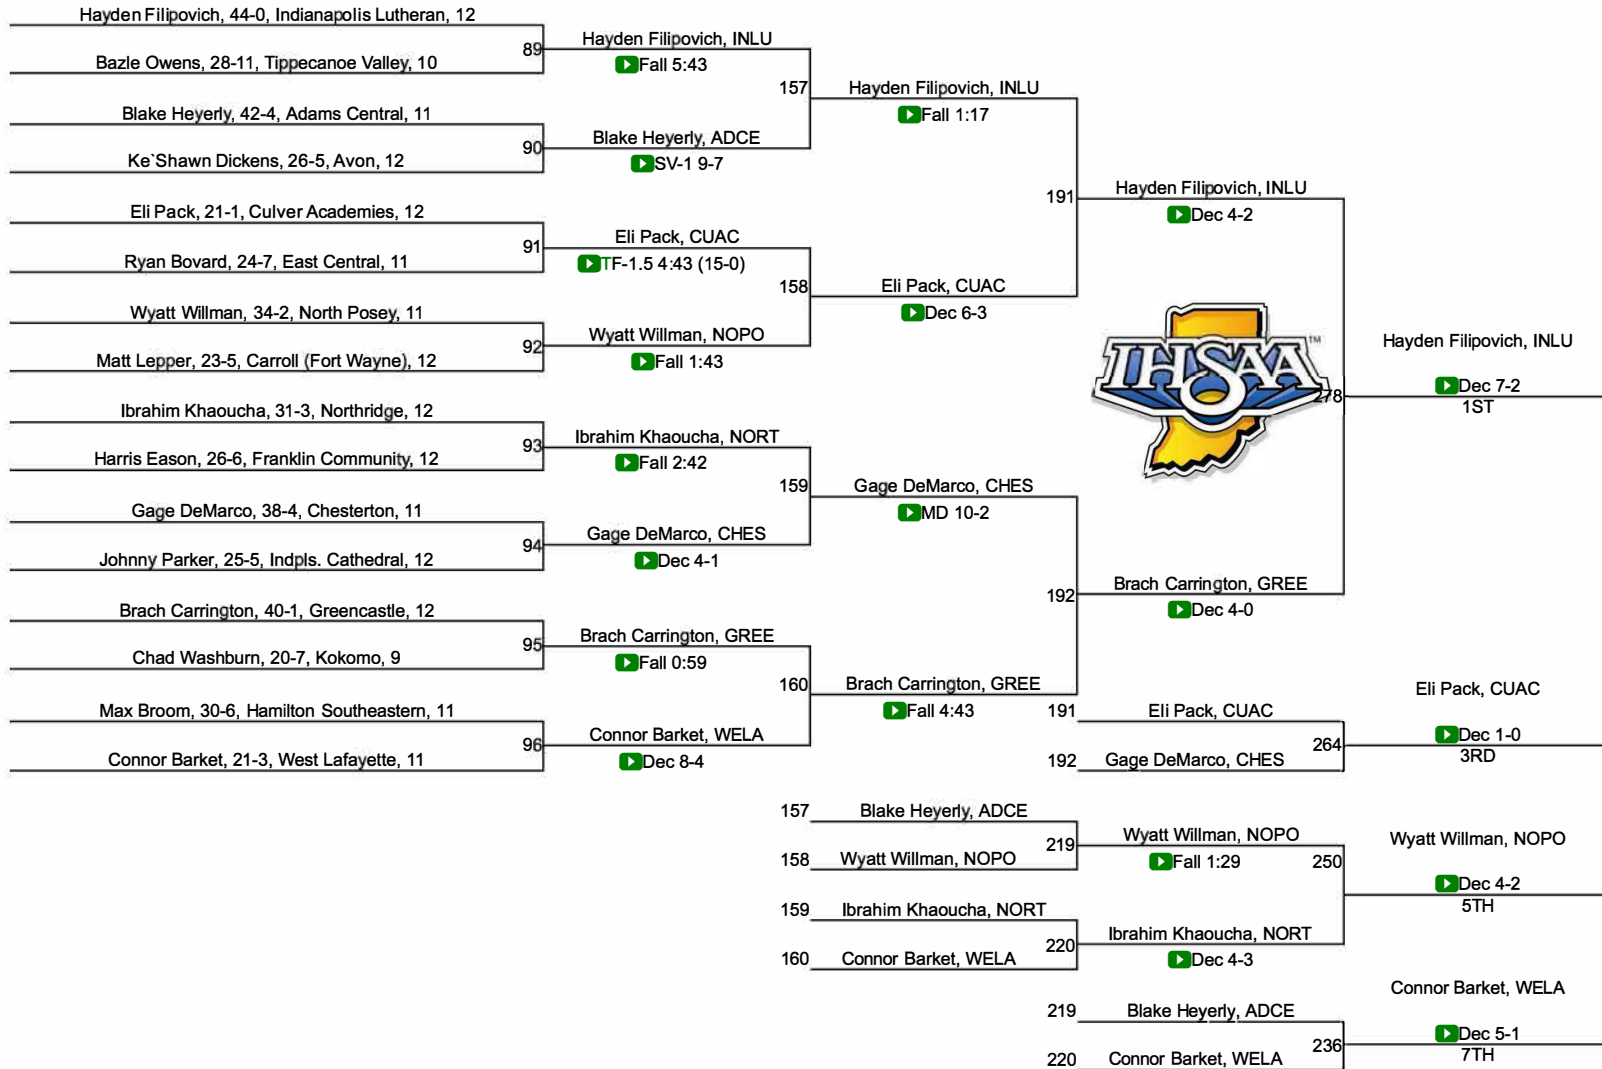 Hayden Filipovich, 44-0, Indianapolis Lutheran, 12
89
Bazle Owens, 28-11, Tippecanoe Valley, 10
Hayden Filipovich, INLU
Fall 5:43
157
Blake Heyerly, 42-4, Adams Central, 11
90
Ke`Shawn Dickens, 26-5, Avon, 12
Blake Heyerly, ADCE
SV-1 9-7
Hayden Filipovich, INLU
Fall 1:17
191
Eli Pack, 21-1, Culver Academies, 12
91
Ryan Bovard, 24-7, East Central, 11
Eli Pack, CUAC
TF-1.5 4:43 (15-0)
158
Wyatt Willman, 34-2, North Posey, 11
92
Matt Lepper, 23-5, Carroll (Fort Wayne), 12
Wyatt Willman, NOPO
Fall 1:43
Eli Pack, CUAC
Dec 6-3
Hayden Filipovich, INLU
Dec 4-2
IHSAA
TM
278
Hayden Filipovich, INLU
Dec 7-2
1ST
Ibrahim Khaoucha, 31-3, Northridge, 12
93
Harris Eason, 26-6, Franklin Community, 12
Ibrahim Khaoucha, NORT
Fall 2:42
159
Gage DeMarco, 38-4, Chesterton, 11
94
Johnny Parker, 25-5, Indpls. Cathedral, 12
Gage DeMarco, CHES
Dec 4-1
Gage DeMarco, CHES
MD 10-2
192
Brach Carrington, GREE
Dec 4-0
Brach Carrington, 40-1, Greencastle, 12
95
Chad Washburn, 20-7, Kokomo, 9
Brach Carrington, GREE
Fall 0:59
160
Max Broom, 30-6, Hamilton Southeastern, 11
96
Connor Barket, 21-3, West Lafayette, 11
Connor Barket, WELA
Dec 8-4
Brach Carrington, GREE
Fall 4:43
191
Eli Pack, CUAC
264
192
Gage DeMarco, CHES
Eli Pack, CUAC
Dec 1-0
3RD
157
Blake Heyerly, ADCE
219
158
Wyatt Willman, NOPO
Wyatt Willman, NOPO
Fall 1:29
250
159
Ibrahim Khaoucha, NORT
220
160
Connor Barket, WELA
Ibrahim Khaoucha, NORT
Dec 4-3
Wyatt Willman, NOPO
Dec 4-2
5TH
219
Blake Heyerly, ADCE
236
220
Connor Barket, WELA
Connor Barket, WELA
Dec 5-1
7TH